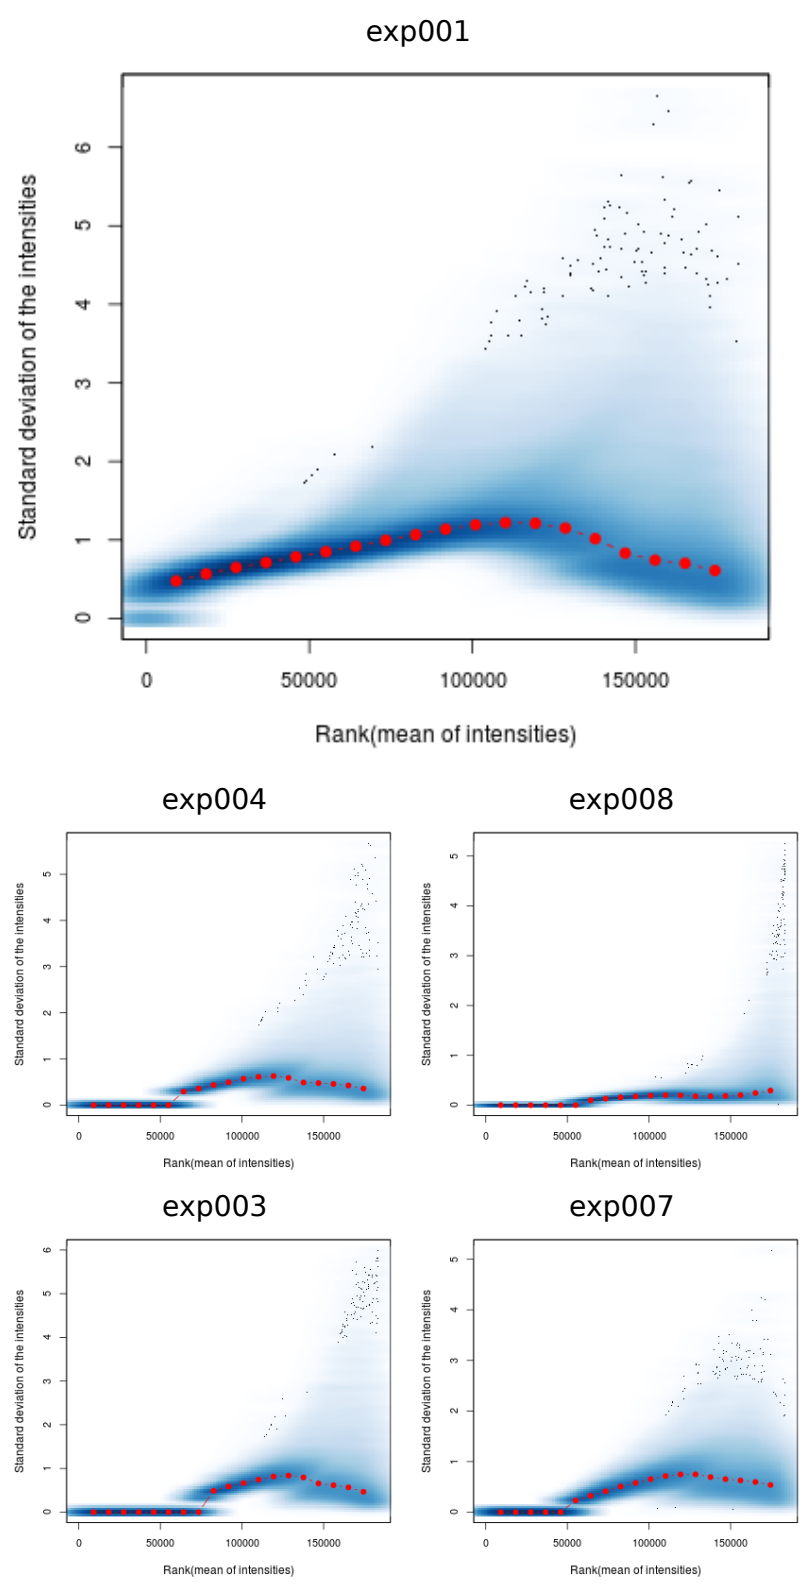 exp001
Standard deviation of the intensities
6
5
4
3
2
1
0
0 50000 100000 150000
Rank(mean of intensities)
exp004 exp008
Standard deviation of the intensities
5
4
3
2
1
0
0 50000 100000 150000
Rank(mean of intensities)
Standard deviation of the intensities
5
4
3
2
1
0
0 50000 100000 150000
Rank(mean of intensities)
exp003 exp007
Standard deviation of the intensities
6
5
4
3
2
1
0
0 50000 100000 150000
Rank(mean of intensities)
Standard deviation of the intensities
5
4
3
2
1
0
0 50000 100000 150000
Rank(mean of intensities)